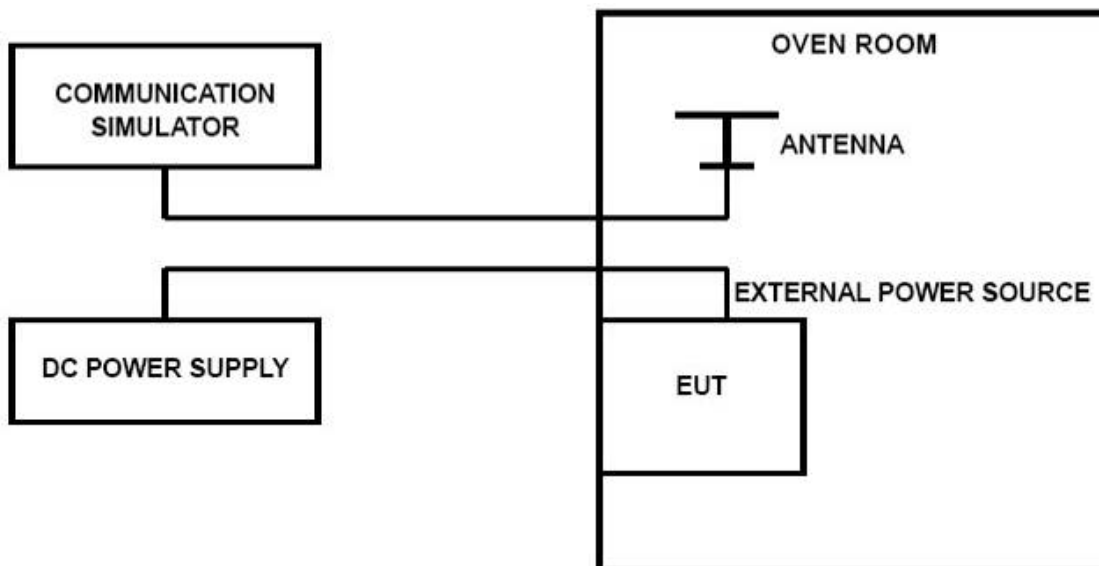 OVEN ROOM
COMMUNICATION
SIMULATOR
ANTENNA
EXTERNAL POWER SOURCE
DC POWER SUPPLY
EUT